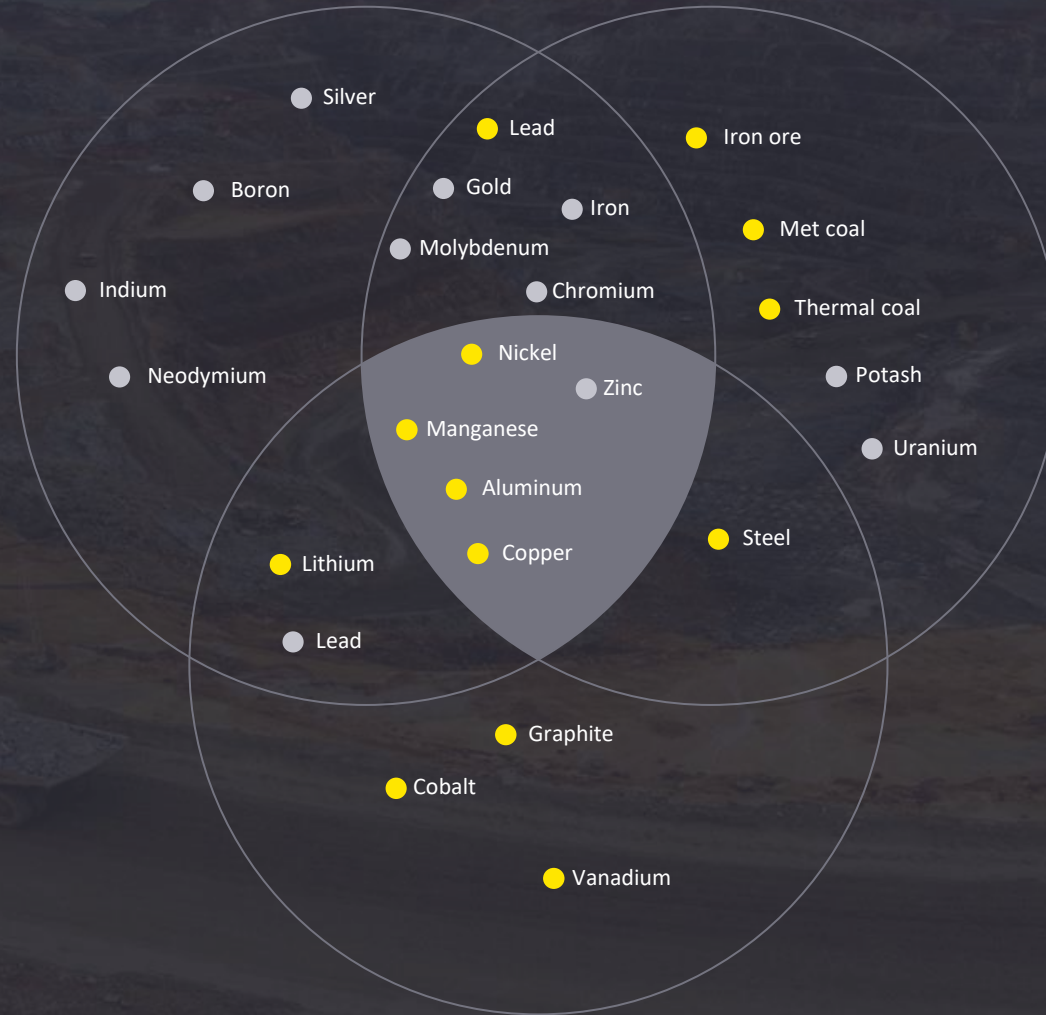 Silver
Lead
Iron ore
Gold
Boron
Iron
Met coal
Molybdenum
Indium
Chromium
Thermal coal
Nickel
Neodymium
Potash
Zinc
Manganese
Uranium
Aluminum
Steel
Copper
Lithium
Lead
Graphite
Cobalt
Vanadium